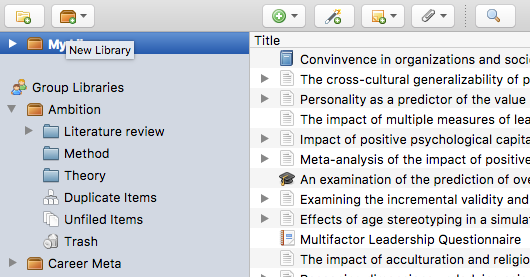 Title
My Li
New Library
Group Libraries
Ambition
Literature review
Method
Theory
Duplicate Items
Unfiled Items
Trash
Career Meta
Convinvence in organizations and soci
The cross-cultural generalizability of p
Personality as a predictor of the value
The impact of multiple measures of lea
Impact of positive psychological capita
Meta-analysis of the impact of positive
An examination of the prediction of ove
Examining the incremental validity and
Effects of age stereotyping in a simulat
Multifactor Leadership Questionnaire
The impact of acculturation and religio